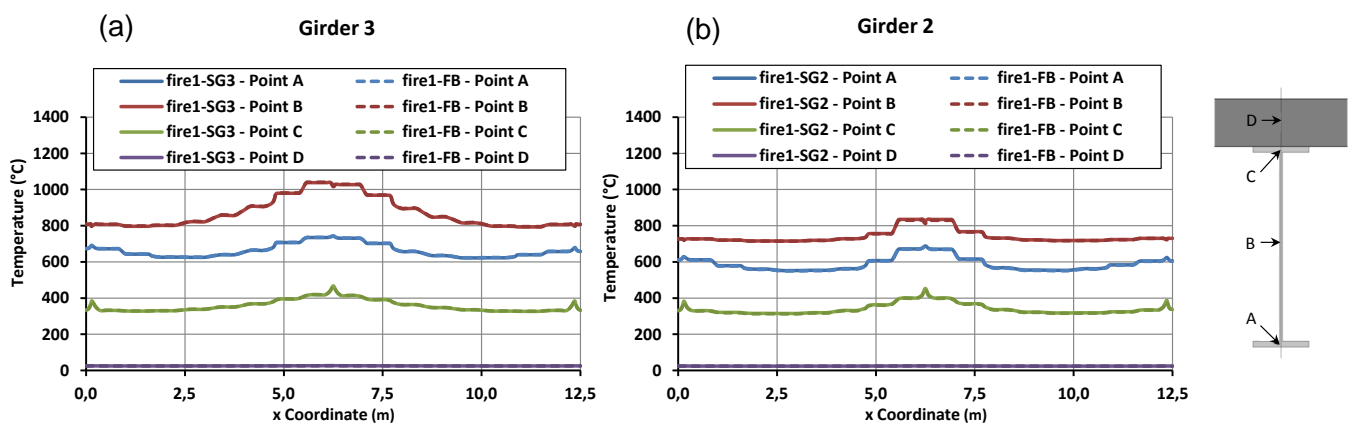 (a)
Girder 3
fire1-SG3 - Point A
fire1-FB - Point A
fire1-SG3 - Point B
fire1-FB - Point B
fire1-SG3 - Point C
fire1-FB - Point C
fire1-SG3 - Point D
fire1-FB - Point D
1400
1200
1000
800
600
400
200
0
Temperature (°C)
0,0 2,5 5,0 7,5 10,0 12,5
x Coordinate (m)
(b)
Girder 2
fire1-SG2 - Point A
fire1-FB - Point A
fire1-SG2 - Point B
fire1-FB - Point B
fire1-SG2 - Point C
fire1-FB - Point C
fire1-SG2 - Point D
fire1-FB - Point D
1400
1200
1000
800
600
400
200
0
Temperature (°C)
0,0 2,5 5,0 7,5 10,0 12,5
x Coordinate (m)
D
C
B
A